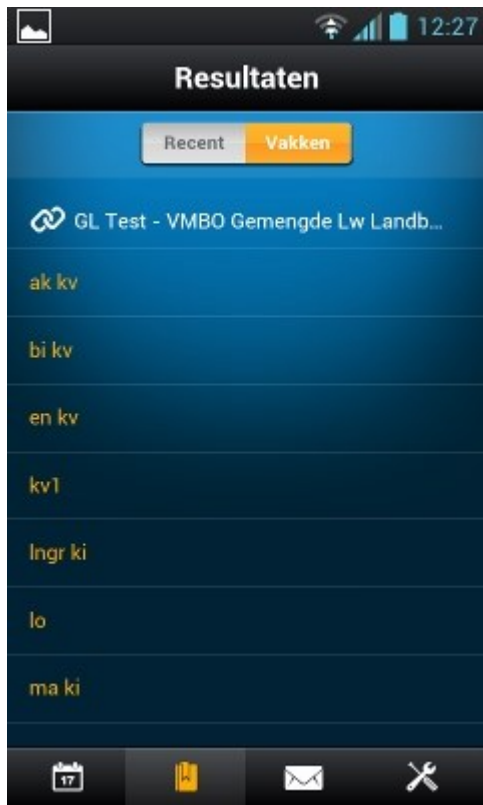 12:27
Resultaten
Recent Vakken
GL Test - VMBO Gemengde Lw Landb...
ak kv
bi kv
en kv
kv1
lngr ki
lo
ma ki
17